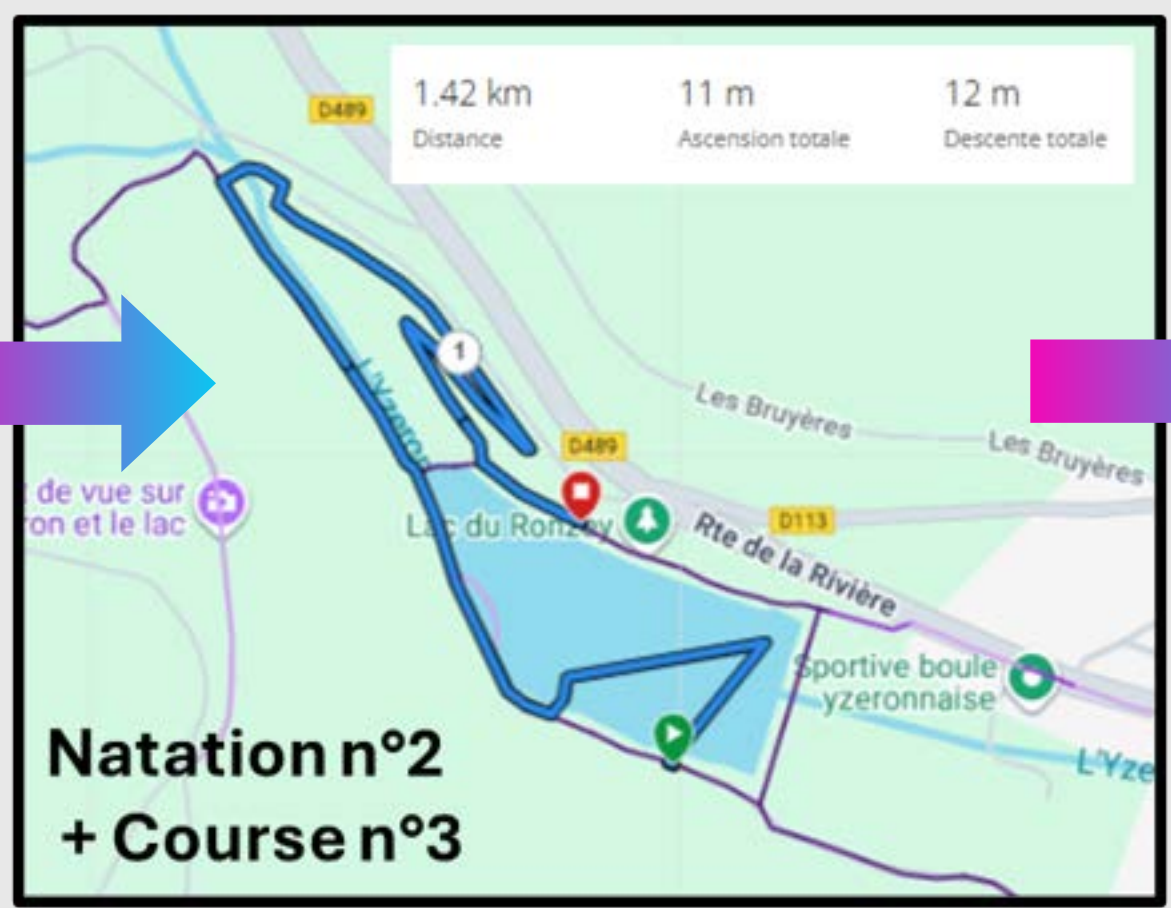 1.42 km
Distance
11 m
Ascension totale
12 m
Descente totale
D489
1
L'Yzeron
Les Bruyères
Les Bruyères
D489
de vue sur
ron et le lac
Lac du Ronzey
D113
Rte de la Rivière
Sportive boule
yzeronnaise
L'Yze
Natation n°2
+ Course n°3